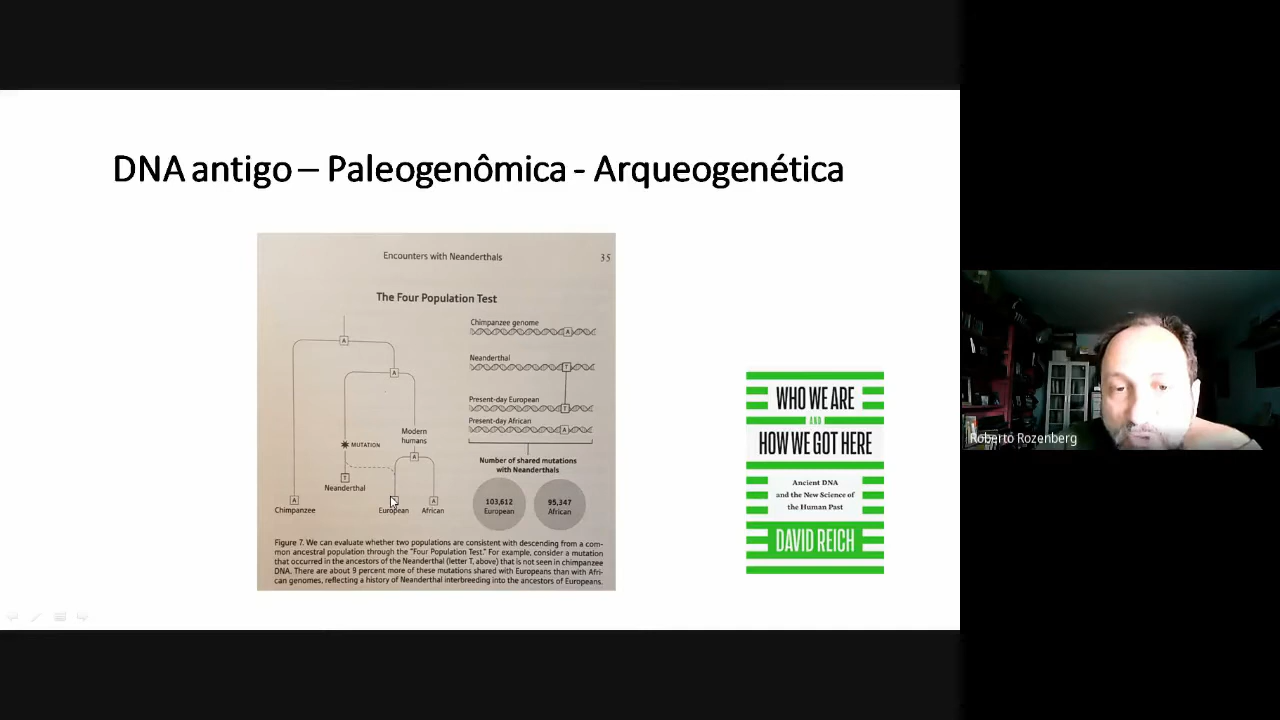 DNA antigo – Paleogenômica - Arqueogenética
Encounters with Neanderthals
35
The Four Population Test
A
A
MUTATION
Modern
humans
A
T
Neanderthal
A
Chimpanzee
European
A
African
Chimpanzee genome
A
Neanderthal
T
Present-day European
T
Present-day African
A
Number of shared mutations
with Neanderthals
103,612
European
95,347
African
Figure 7. We can evaluate whether two populations are consistent with descending from a com-
mon ancestral population through the "Four Population Test." For example, consider a mutation
that occurred in the ancestors of the Neanderthal (letter T, above) that is not seen in chimpanzee
DNA. There are about 9 percent more of these mutations shared with Europeans than with Afri-
can genomes, reflecting a history of Neanderthal interbreeding into the ancestors of Europeans.
WHO WE ARE
AND
HOW WE GOT HERE
Ancient DNA
and the New Science of
the Human Past
DAVID REICH
Roberto Rozenberg